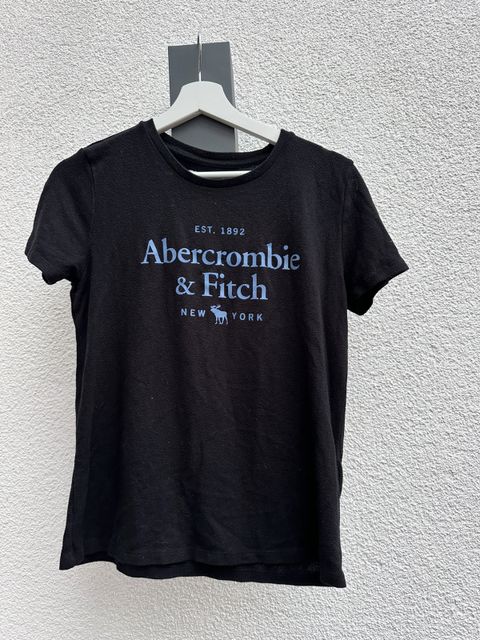 EST. 1892
Abercrombie
& Fitch
NEW YORK